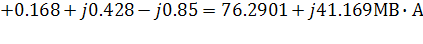 +0.168 + j0.428 − j0.85 = 76.2901 + j41.169MB · A